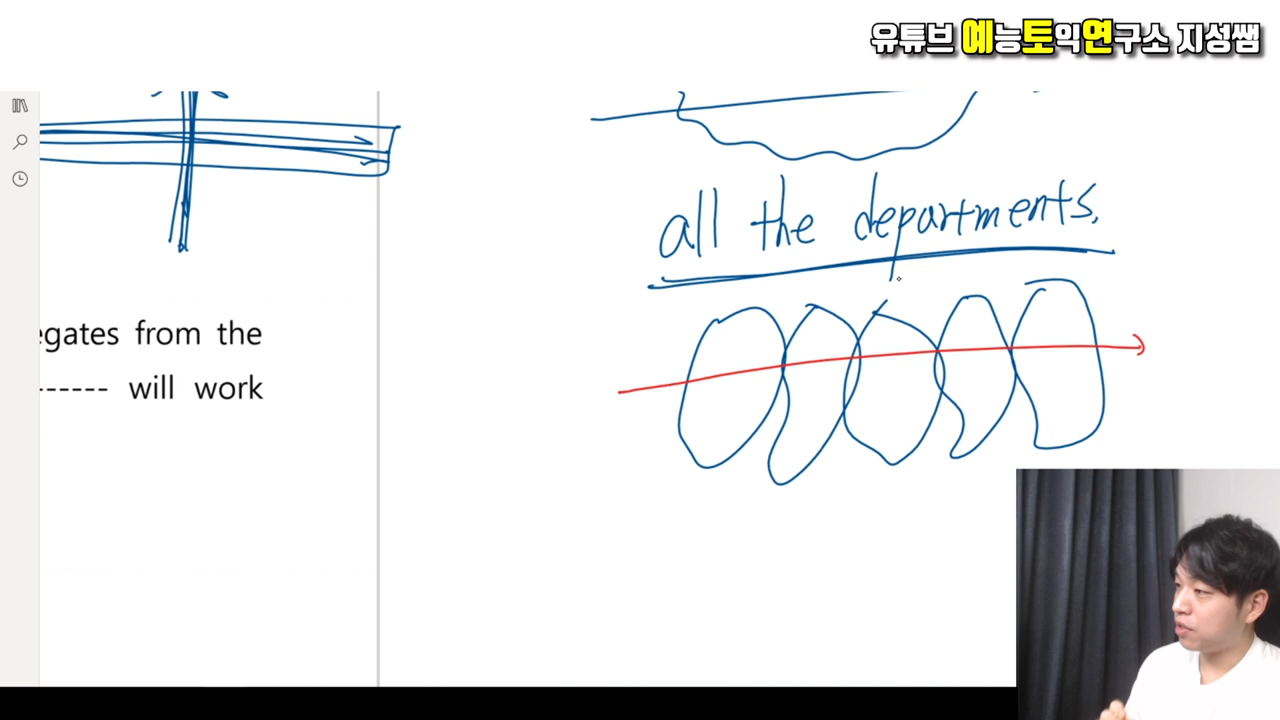 유튜브 예능토익연구소 지성쌤
all the departments,
egates from the
------ will work